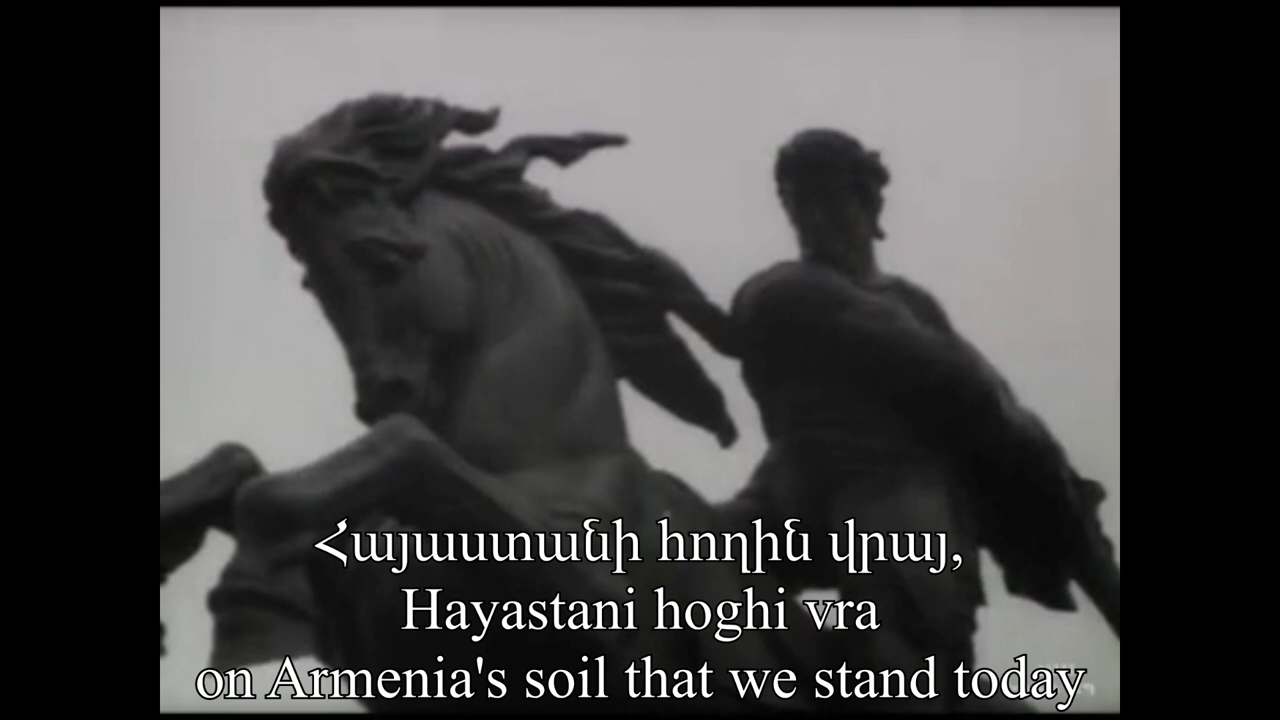 Հայաստանի հողին վրայ,
Hayastani hoghi vra
on Armenia's soil that we stand today